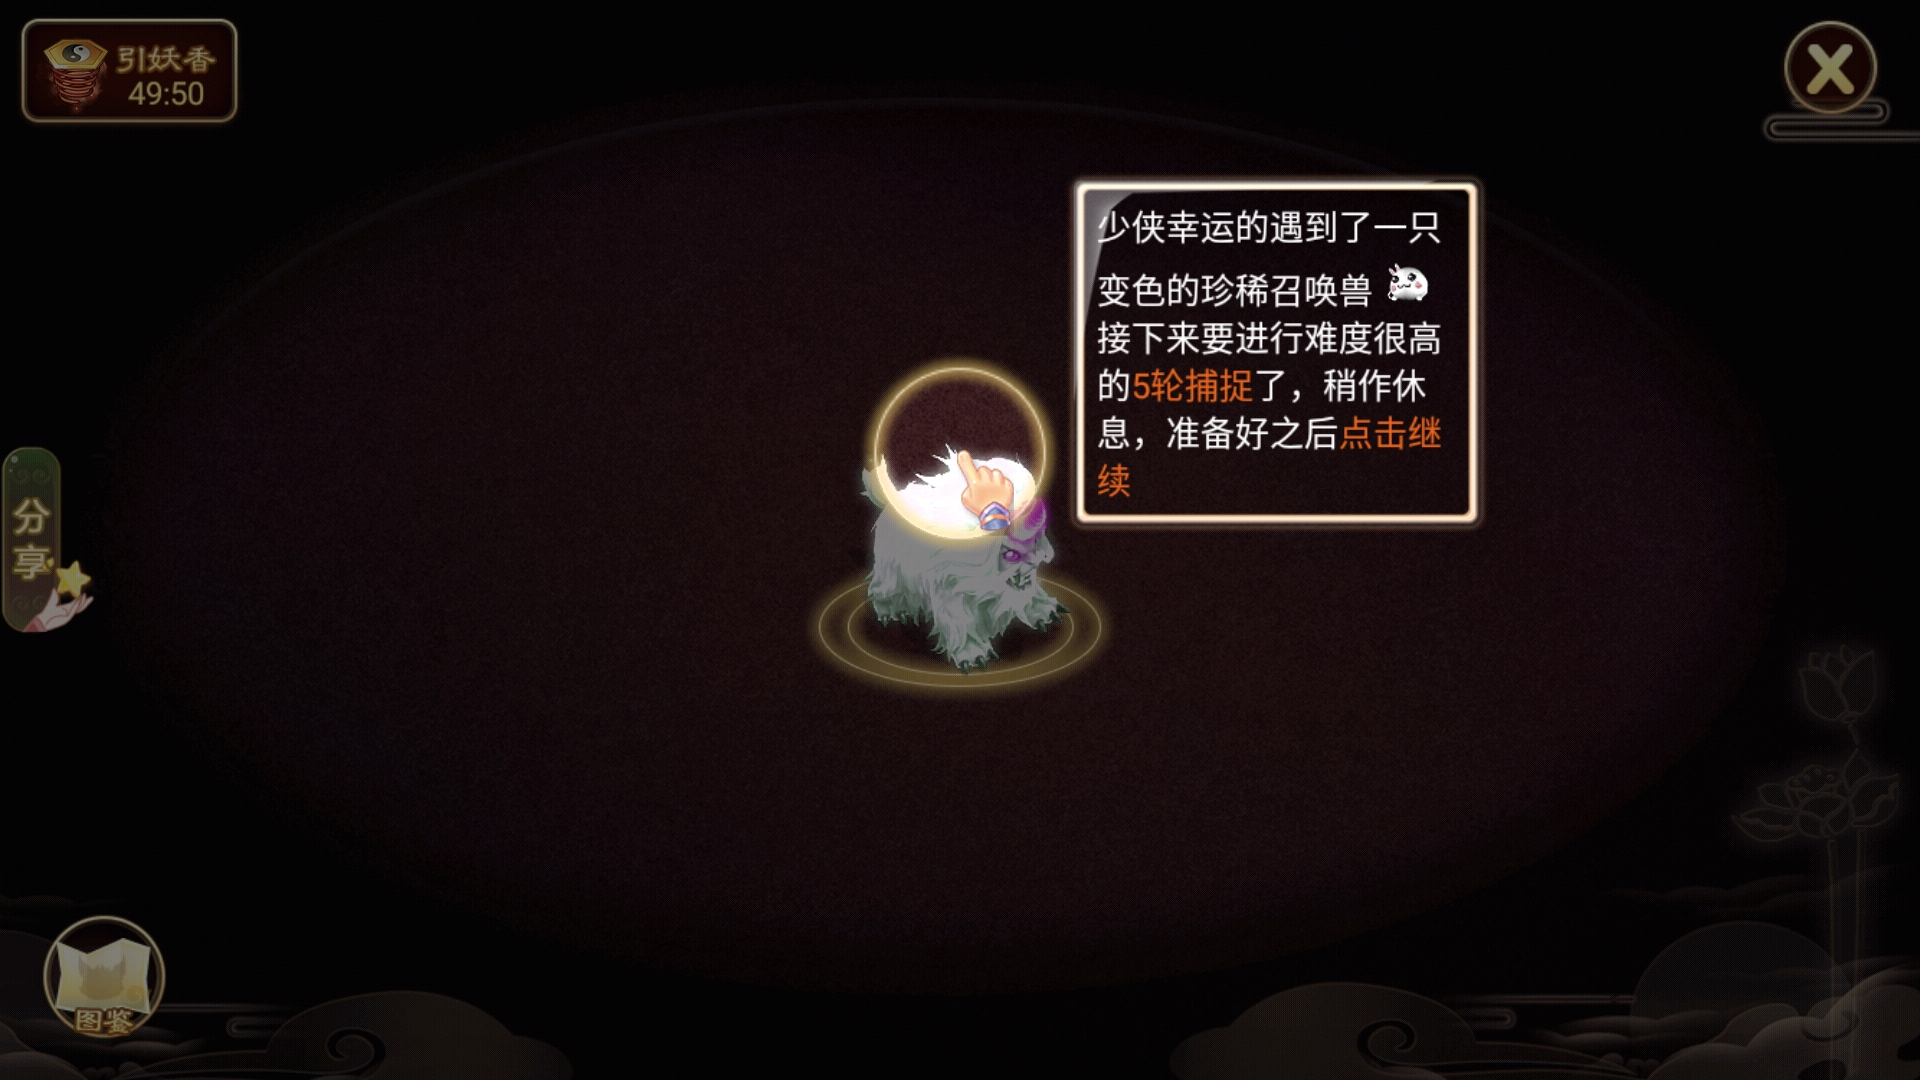 引妖香
49:50
少侠幸运的遇到了一只
变色的珍稀召唤兽
接下来要进行难度很高
的5轮捕捉了，稍作休
息，准备好之后点击继
续
分享
图鉴